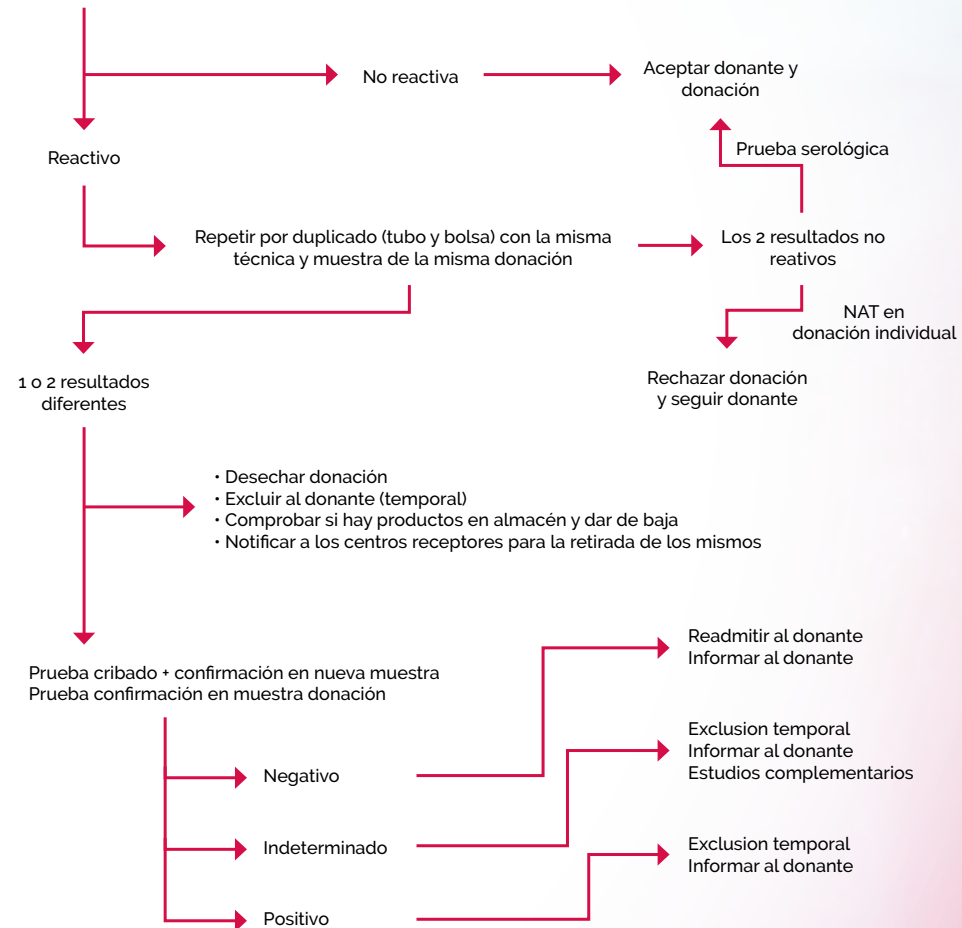 No reactiva
Aceptar donante y
donación
Reactivo
Prueba serológica
Repetir por duplicado (tubo y bolsa) con la misma
técnica y muestra de la misma donación
Los 2 resultados no
reativos
NAT en
donación individual
Rechazar donación
y seguir donante
1 o 2 resultados
diferentes
• Desechar donación
• Excluir al donante (temporal)
• Comprobar si hay productos en almacén y dar de baja
• Notificar a los centros receptores para la retirada de los mismos
Prueba cribado + confirmación en nueva muestra
Prueba confirmación en muestra donación
Readmitir al donante
Informar al donante
Negativo
Exclusion temporal
Informar al donante
Estudios complementarios
Indeterminado
Exclusion temporal
Informar al donante
Positivo